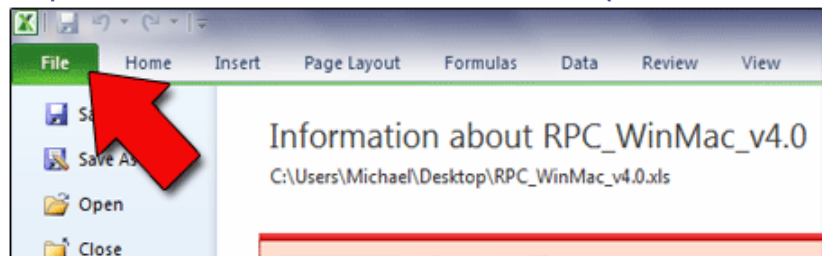 File Home Insert Page Layout Formulas Data Review View
Save As
Open
Close
Information about RPC_WinMac_v4.0
C:\Users\Michael\Desktop\RPC_WinMac_v4.0.xls